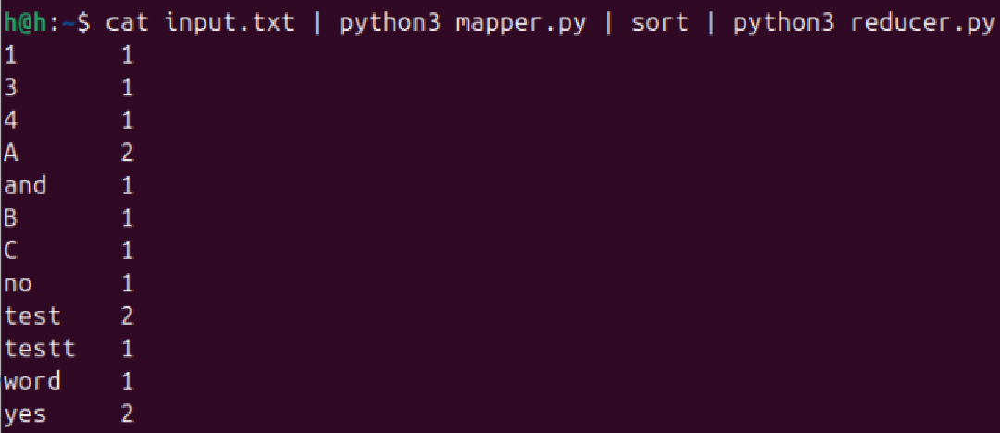 h@h:~$ cat input.txt | python3 mapper.py | sort | python3 reducer.py
1 1
3 1
4 1
A 2
and 1
B 1
C 1
no 1
test 2
testt 1
word 1
yes 2